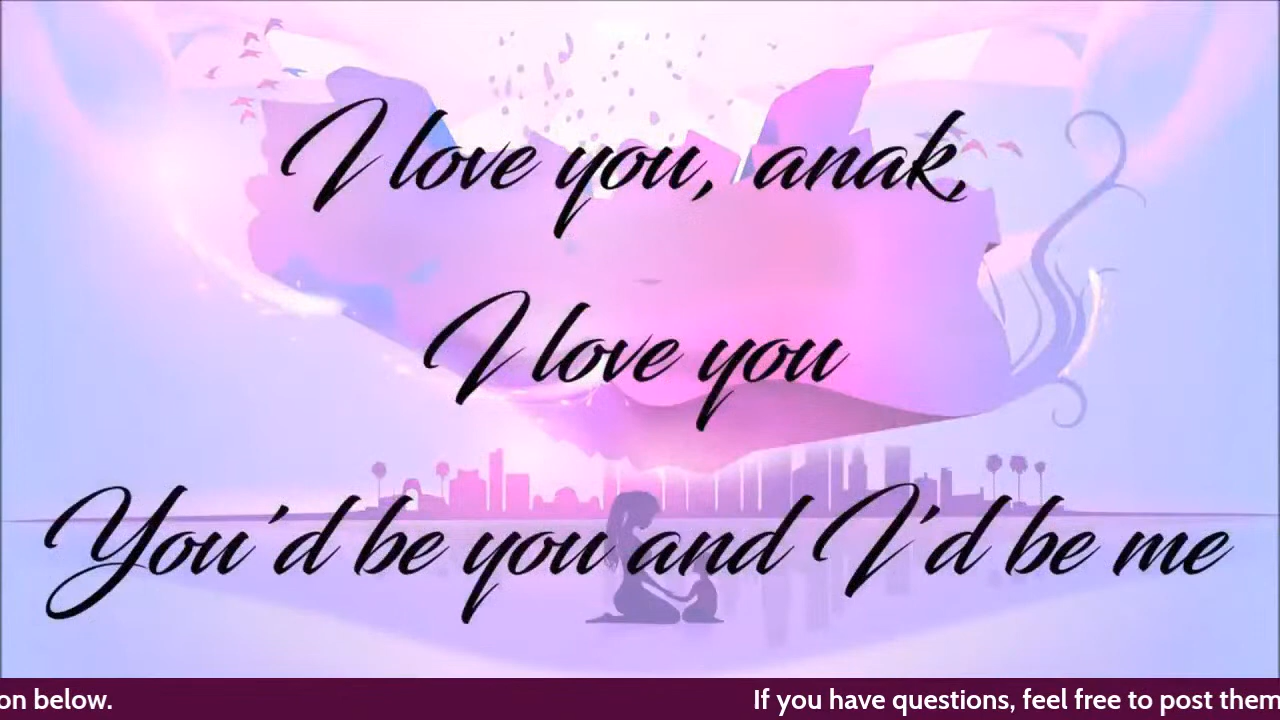 I love you, anak,
I love you
You'd be you and I'd be me
on below. If you have questions, feel free to post them